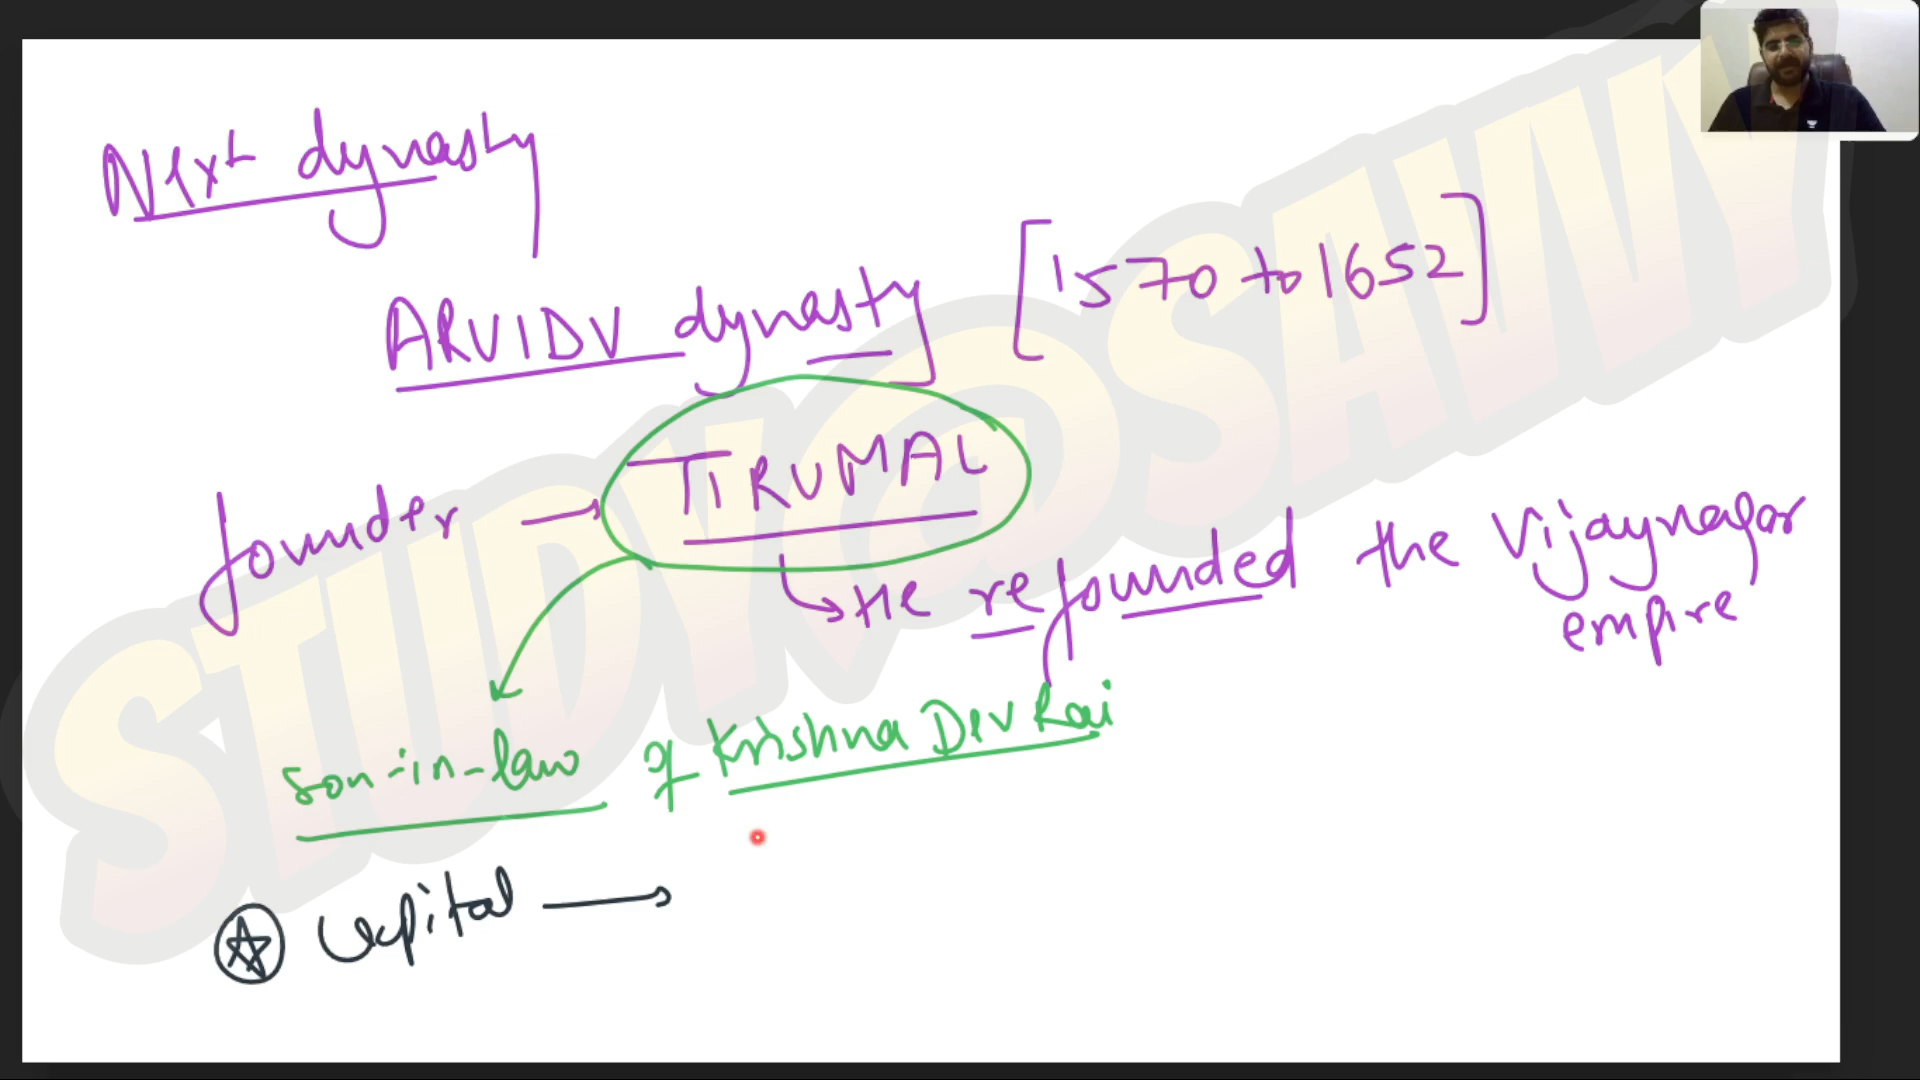 Next dynasty
ARVIDV dynasty [1570 to 1652]
founder → TIRUMAL
↳ He refounded the Vijaynagar
empire
son-in-law of Krishna Dev Rai
Capital →
STUDY@SAVVY